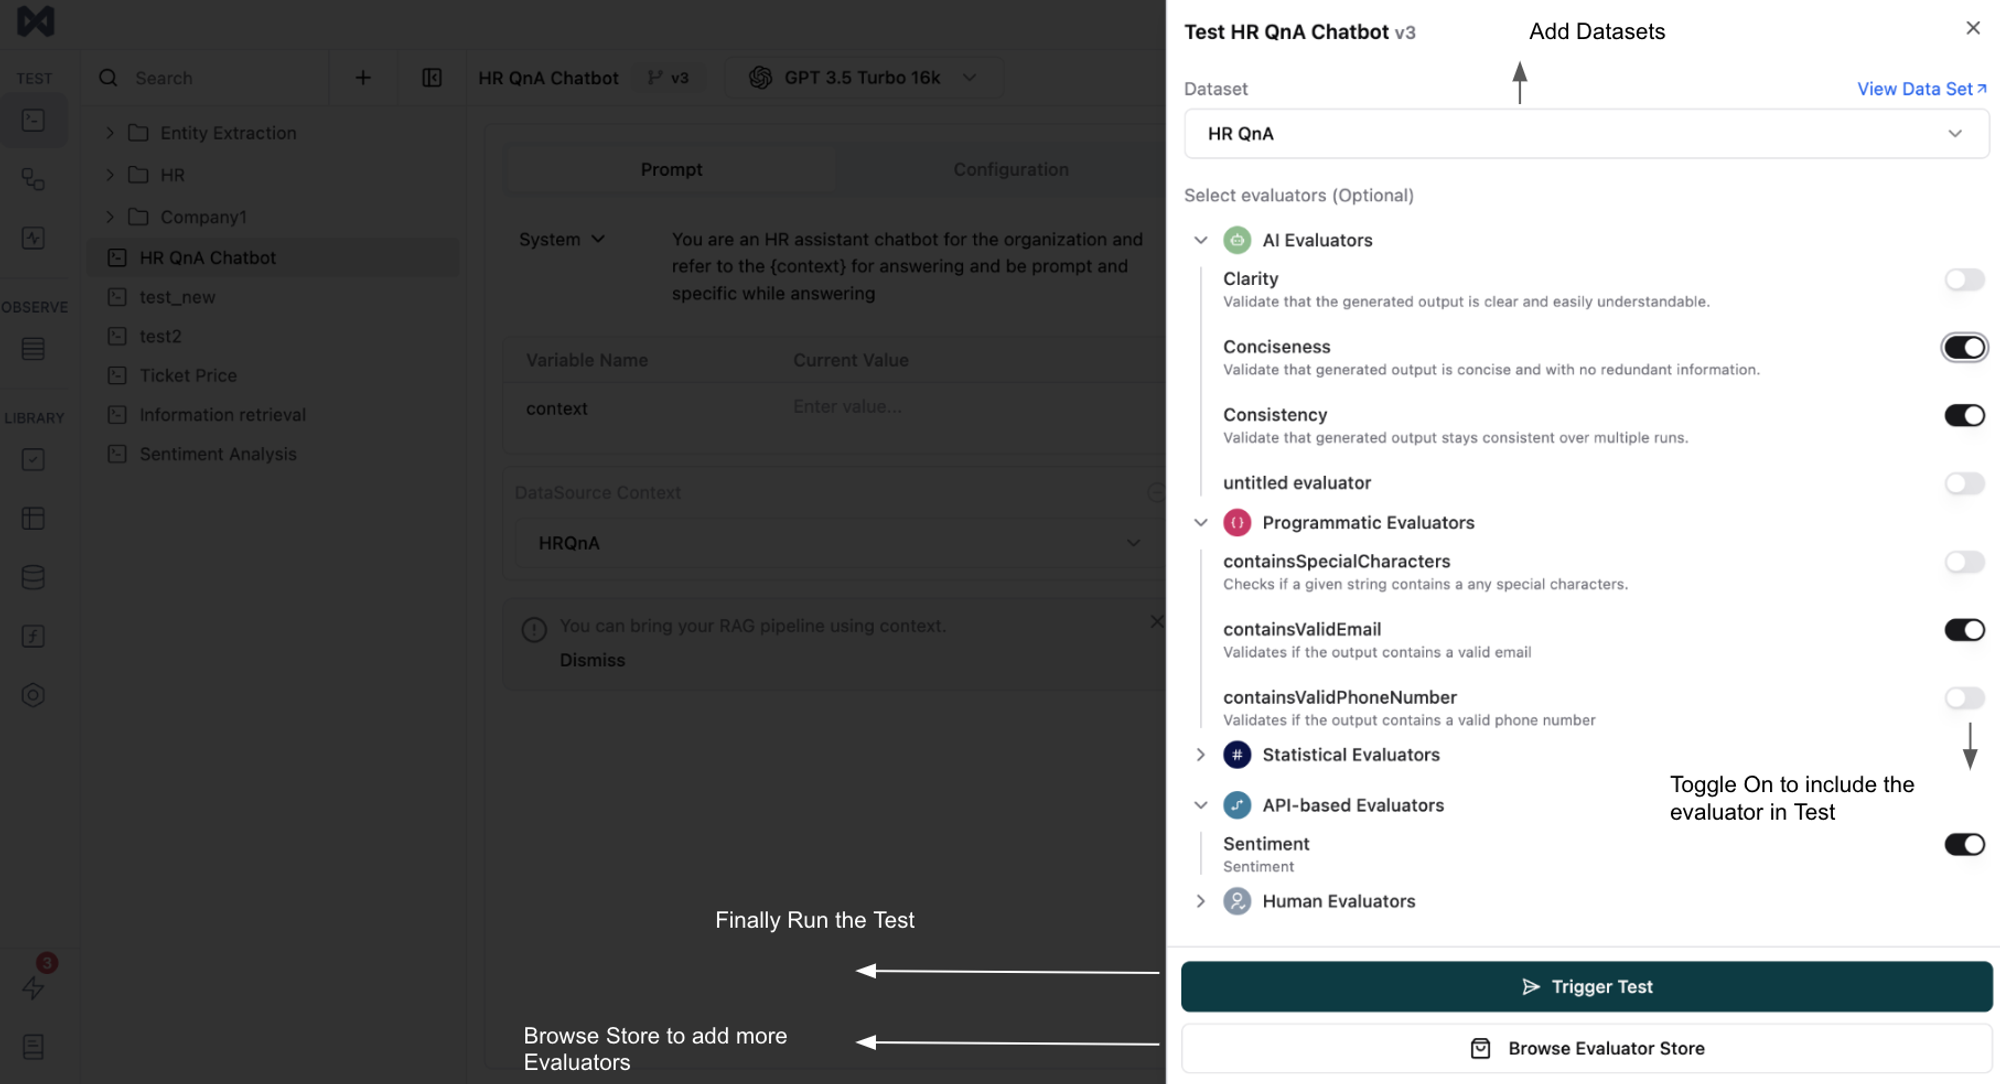 TEST
Search
Entity Extraction
HR
Company1
HR QnA Chatbot
test_new
test2
Ticket Price
Information retrieval
Sentiment Analysis
OBSERVE
LIBRARY
3
HR QnA Chatbot
v3
GPT 3.5 Turbo 16k
Prompt
Configuration
System
You are an HR assistant chatbot for the organization and
refer to the {context} for answering and be prompt and
specific while answering
Variable Name Current Value
context Enter value...
DataSource Context
HRQnA
You can bring your RAG pipeline using context.
Dismiss
Finally Run the Test
Browse Store to add more
Evaluators
Test HR QnA Chatbot v3
Add Datasets
Dataset
View Data Set
HR QnA
Select evaluators (Optional)
AI Evaluators
Clarity
Validate that the generated output is clear and easily understandable.
Conciseness
Validate that generated output is concise and with no redundant information.
Consistency
Validate that generated output stays consistent over multiple runs.
untitled evaluator
{} Programmatic Evaluators
containsSpecialCharacters
Checks if a given string contains a any special characters.
containsValidEmail
Validates if the output contains a valid email
containsValidPhoneNumber
Validates if the output contains a valid phone number
# Statistical Evaluators
Toggle On to include the
evaluator in Test
API-based Evaluators
Sentiment
Sentiment
Human Evaluators
Trigger Test
Browse Evaluator Store